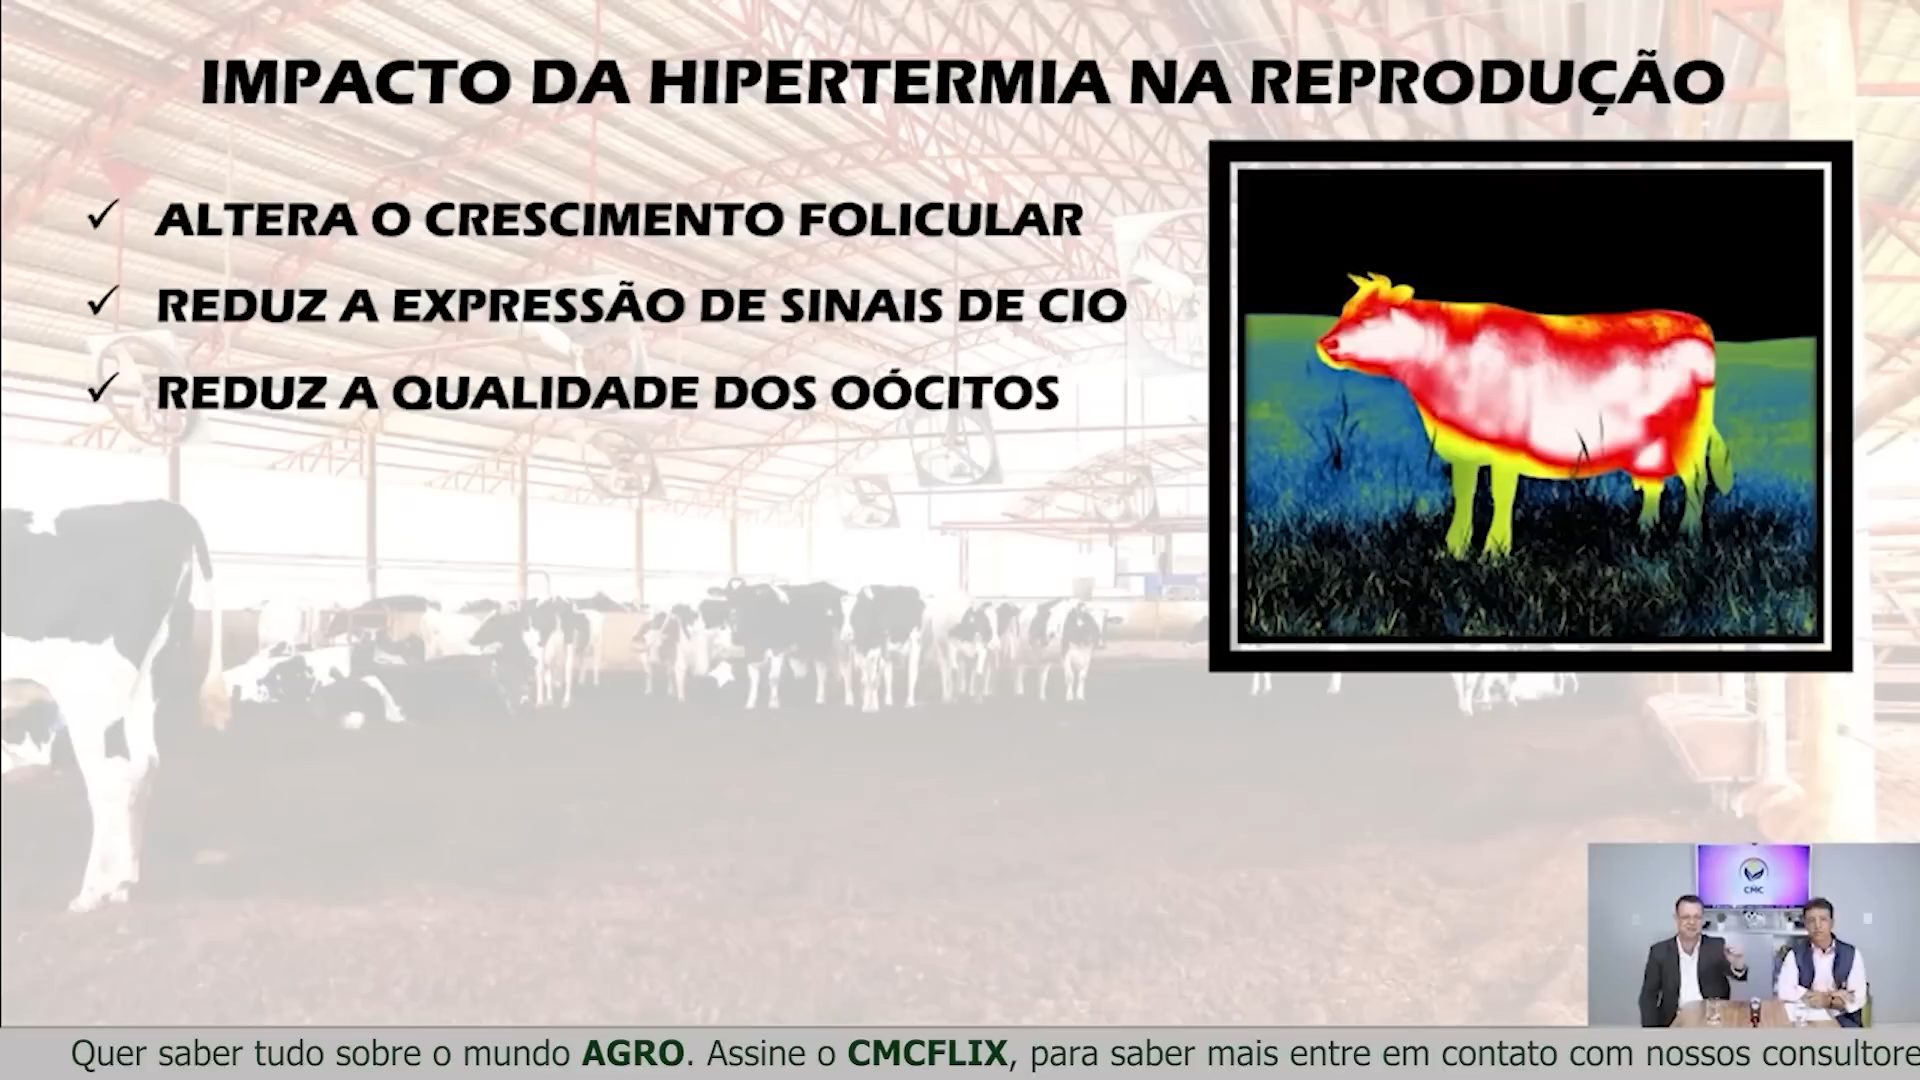 IMPACTO DA HIPERTERMIA NA REPRODUÇÃO
ALTERA O CRESCIMENTO FOLICULAR
REDUZ A EXPRESSÃO DE SINAIS DE CIO
REDUZ A QUALIDADE DOS OÓCITOS
CMC
Quer saber tudo sobre o mundo AGRO. Assine o CMCFLIX, para saber mais entre em contato com nossos consultore